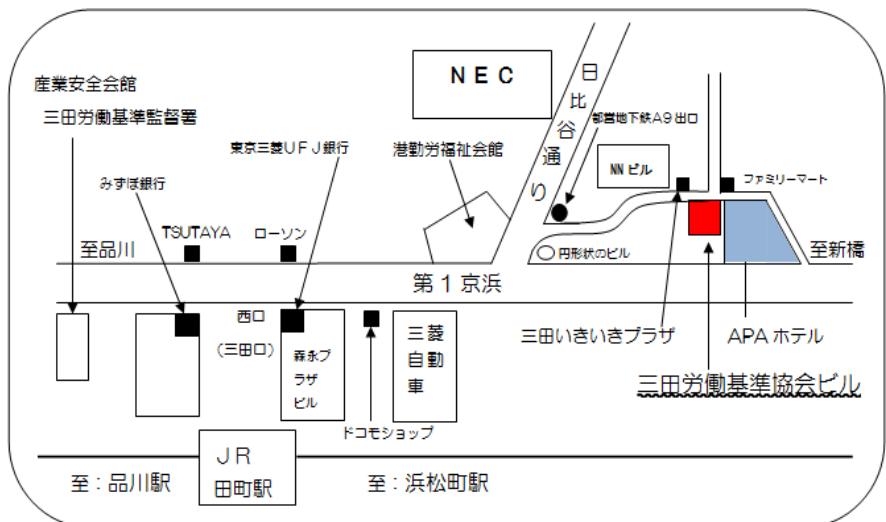 ＮＥＣ
日比谷通り
産業安全会館
三田労働基準監督署
都営地下鉄Ａ９出口
東京三菱ＵＦＪ銀行
港勤労福祉会館
NNビル
みずほ銀行
ファミリーマート
TSUTAYA
ローソン
至品川
円形状のビル
至新橋
第１京浜
西口
（三田口）
三田いきいきプラザ
APAホテル
三菱自動車
森永プラザビル
三田労働基準協会ビル
ドコモショップ
ＪＲ
田町駅
至：品川駅
至：浜松町駅